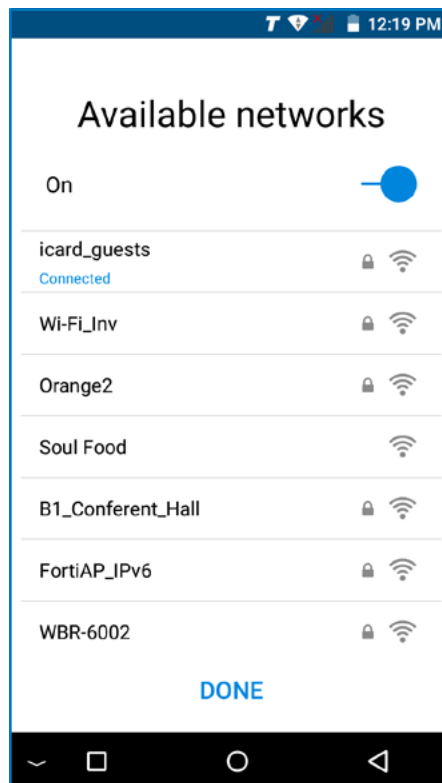 T 12:19 PM
Available networks
On
icard_guests
Connected
Wi-Fi_Inv
Orange2
Soul Food
B1_Conferent_Hall
FortiAP_IPv6
WBR-6002
DONE